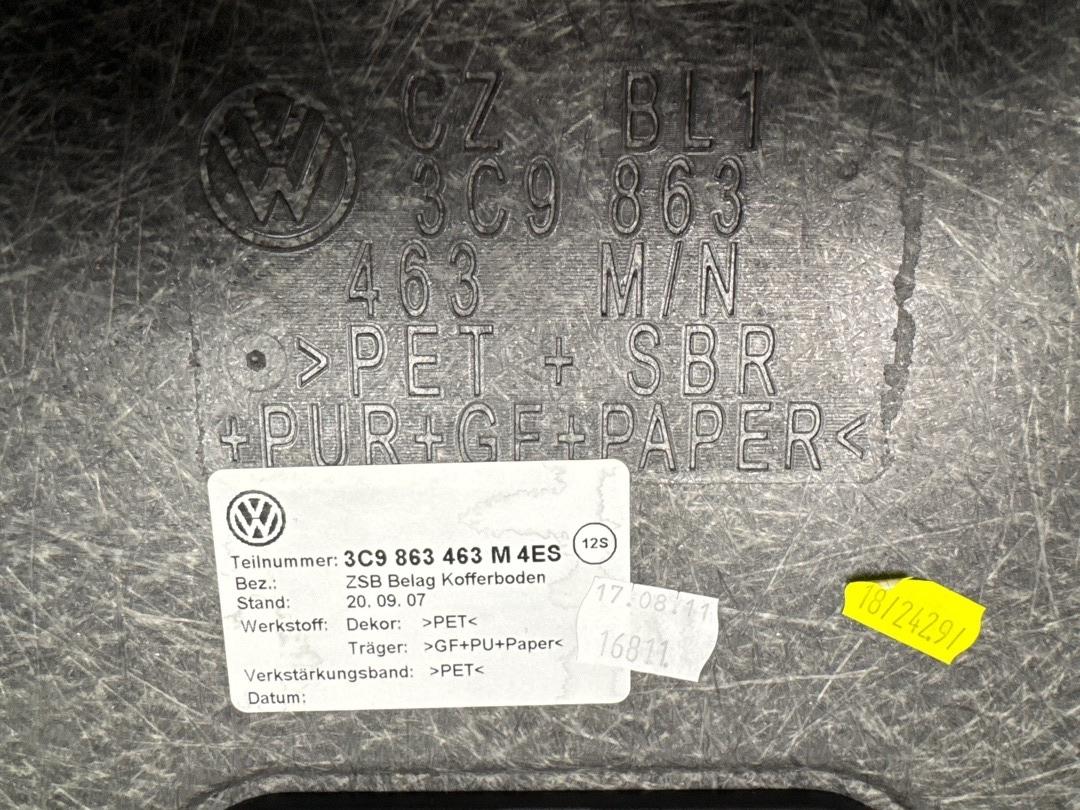 CZ BL1
3C9 863
463 M/N
>PET + SBR
+PUR+GF+PAPER<
Teilnummer: 3C9 863 463 M 4ES
12S
Bez.: ZSB Belag Kofferboden
Stand: 20. 09. 07
Werkstoff: Dekor: >PET<
Träger: >GF+PU+Paper<
Verkstärkungsband: >PET<
Datum:
17.08.11
16811
18/24291